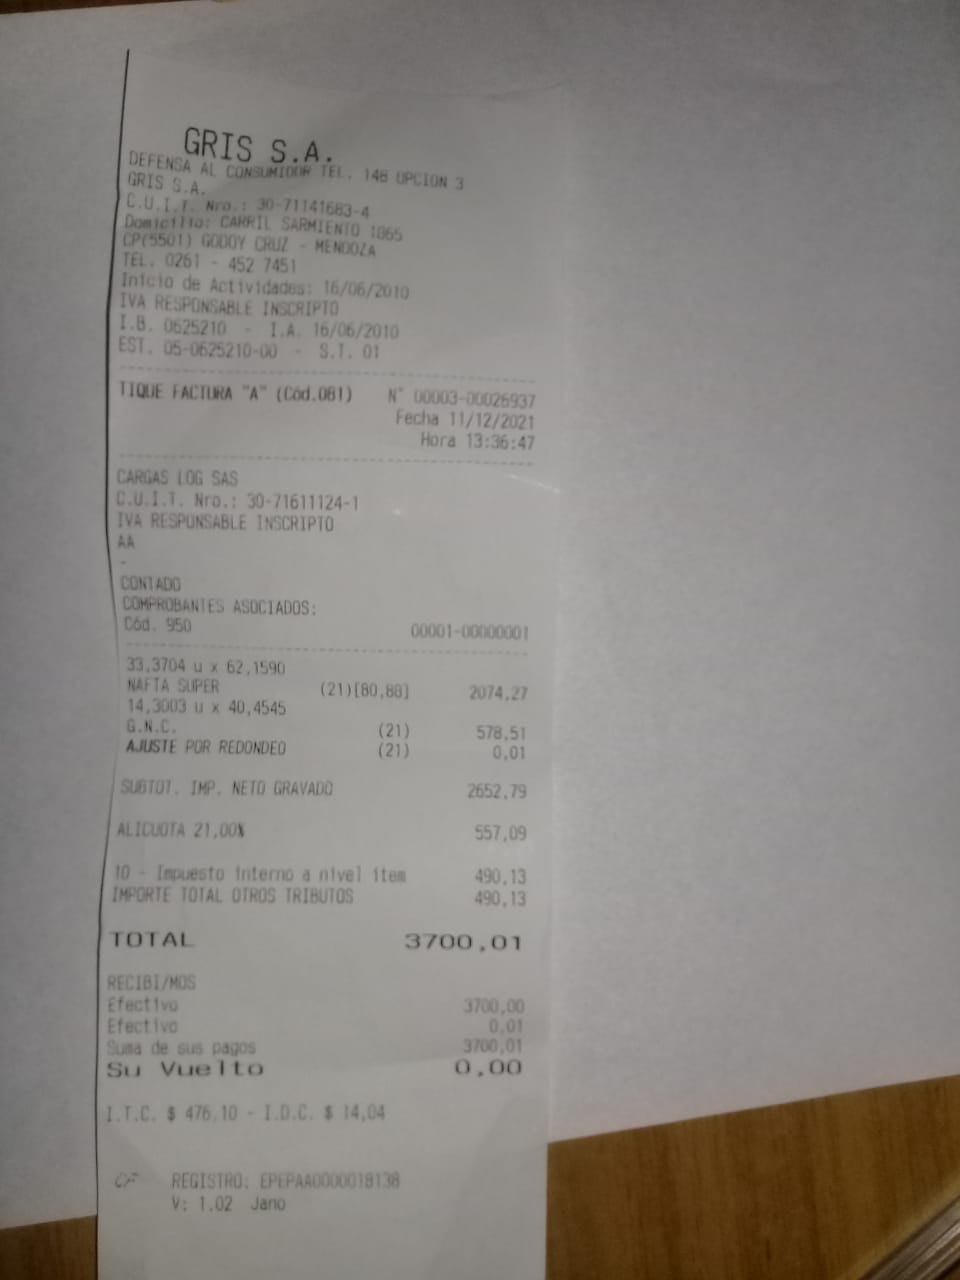 GRIS S.A.
DEFENSA AL CONSUMIDOR TEL. 148 OPCION 3
GRIS S.A.
C.U.I.T. Nro.: 30-71141683-4
Domicilio: CARRIL SARMIENTO 1065
CP(5501) GODOY CRUZ - MENDOZA
TEL. 0261 - 452 7451
Inicio de Actividades: 16/06/2010
IVA RESPONSABLE INSCRIPTO
I.B. 0625210 - I.A. 16/06/2010
EST. 05-0625210-00 - S.T. 01
TIQUE FACTURA "A" (Cód.081) N° 00003-00026937
Fecha 11/12/2021
Hora 13:36:47
CARGAS LOG SAS
C.U.I.T. Nro.: 30-71611124-1
IVA RESPONSABLE INSCRIPTO
AA
-
CONTADO
COMPROBANTES ASOCIADOS:
Cód. 950 00001-00000001
33,3704 u x 62,1590
NAFTA SUPER (21)[80,88] 2074,27
14,3003 u x 40,4545
G.N.C. (21) 578,51
AJUSTE POR REDONDEO (21) 0,01
SUBTOT. IMP. NETO GRAVADO 2652,79
ALICUOTA 21,00% 557,09
10 - Impuesto interno a nivel item 490,13
IMPORTE TOTAL OTROS TRIBUTOS 490,13
TOTAL 3700,01
RECIBI/MOS
Efectivo 3700,00
Efectivo 0,01
Suma de sus pagos 3700,01
Su Vuelto 0,00
I.T.C. $ 476,10 - I.D.C. $ 14,04
CF REGISTRO: EPEPAA0000018138
V: 1.02 Jano